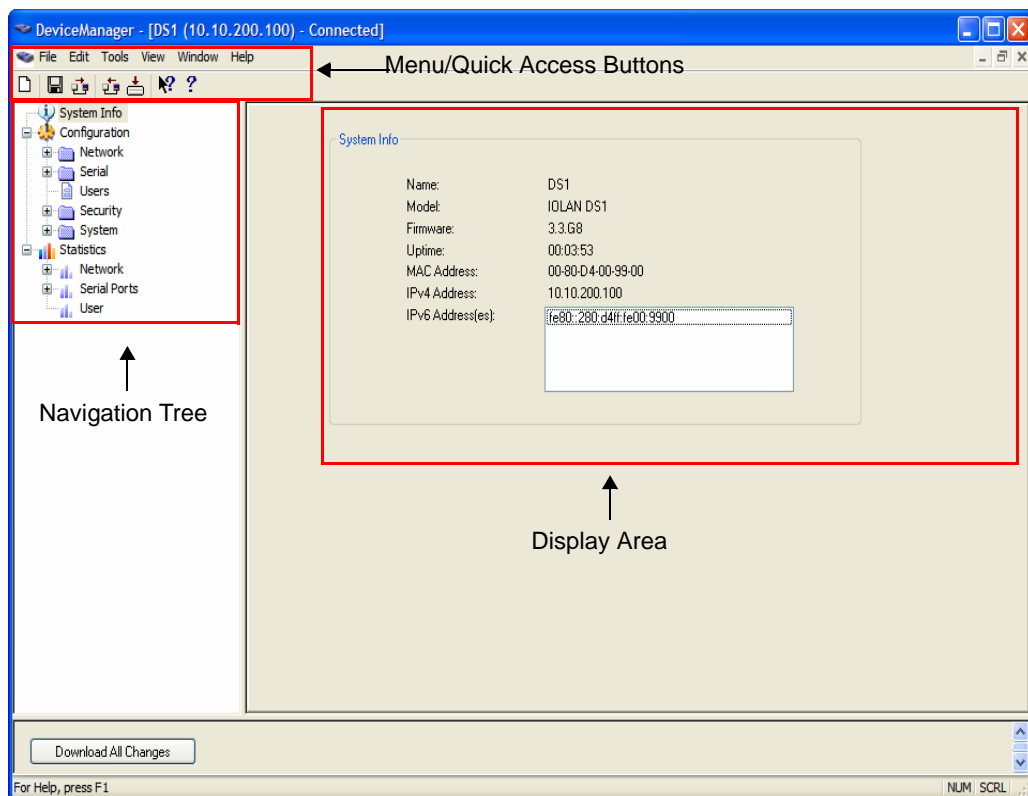 DeviceManager - [DS1 (10.10.200.100) - Connected]
File Edit Tools View Window Help
Menu/Quick Access Buttons
System Info
Configuration
Network
Serial
Users
Security
System
Statistics
Network
Serial Ports
User
Navigation Tree
System Info
Name: DS1
Model: IOLAN DS1
Firmware: 3.3.G8
Uptime: 00:03:53
MAC Address: 00-80-D4-00-99-00
IPv4 Address: 10.10.200.100
IPv6 Address(es): fe80::280:d4ff:fe00:9900
Display Area
Download All Changes
For Help, press F1
NUM SCRL